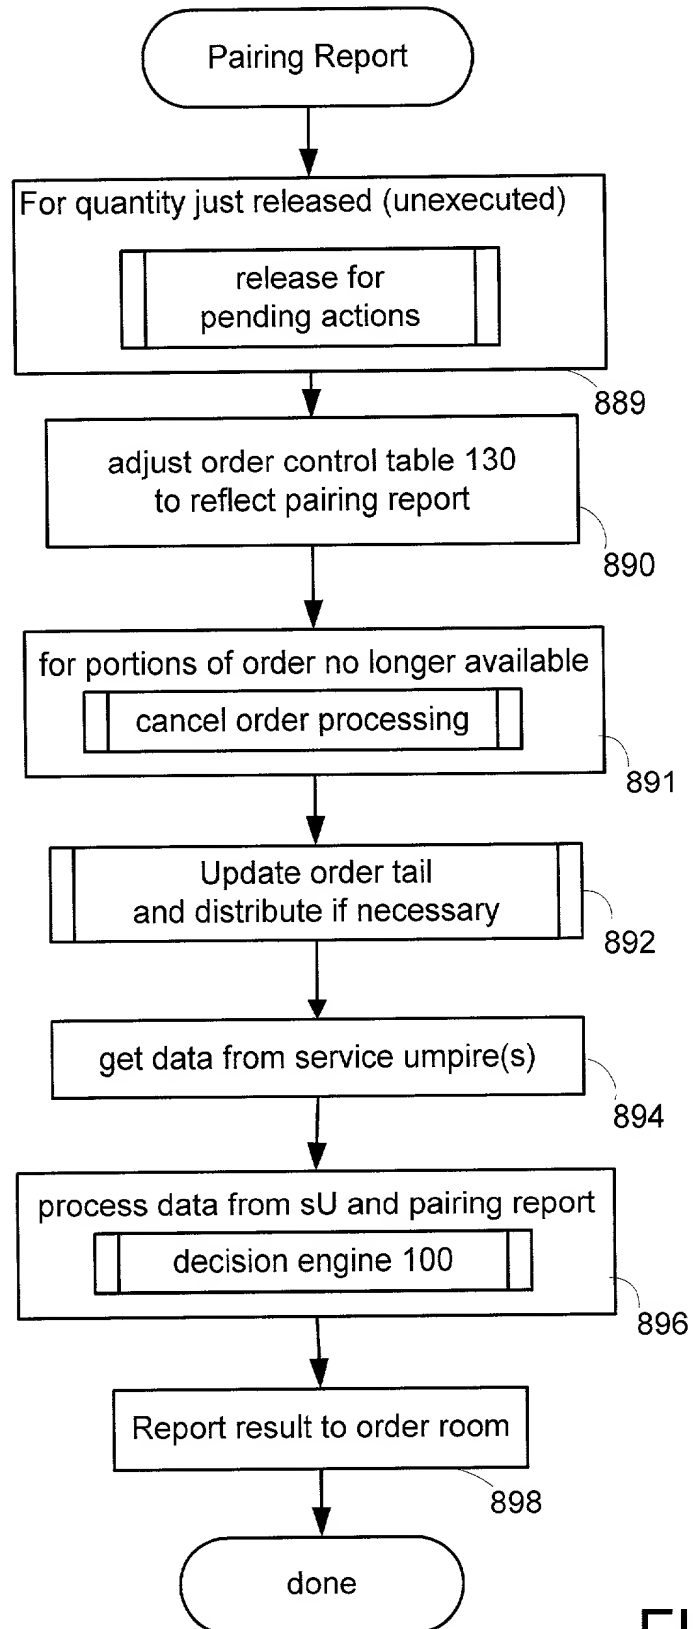 Pairing Report
For quantity just released (unexecuted)
release for
pending actions
889
adjust order control table 130
to reflect pairing report
890
for portions of order no longer available
cancel order processing
891
Update order tail
and distribute if necessary
892
get data from service umpire(s)
894
process data from sU and pairing report
decision engine 100
896
Report result to order room
898
done